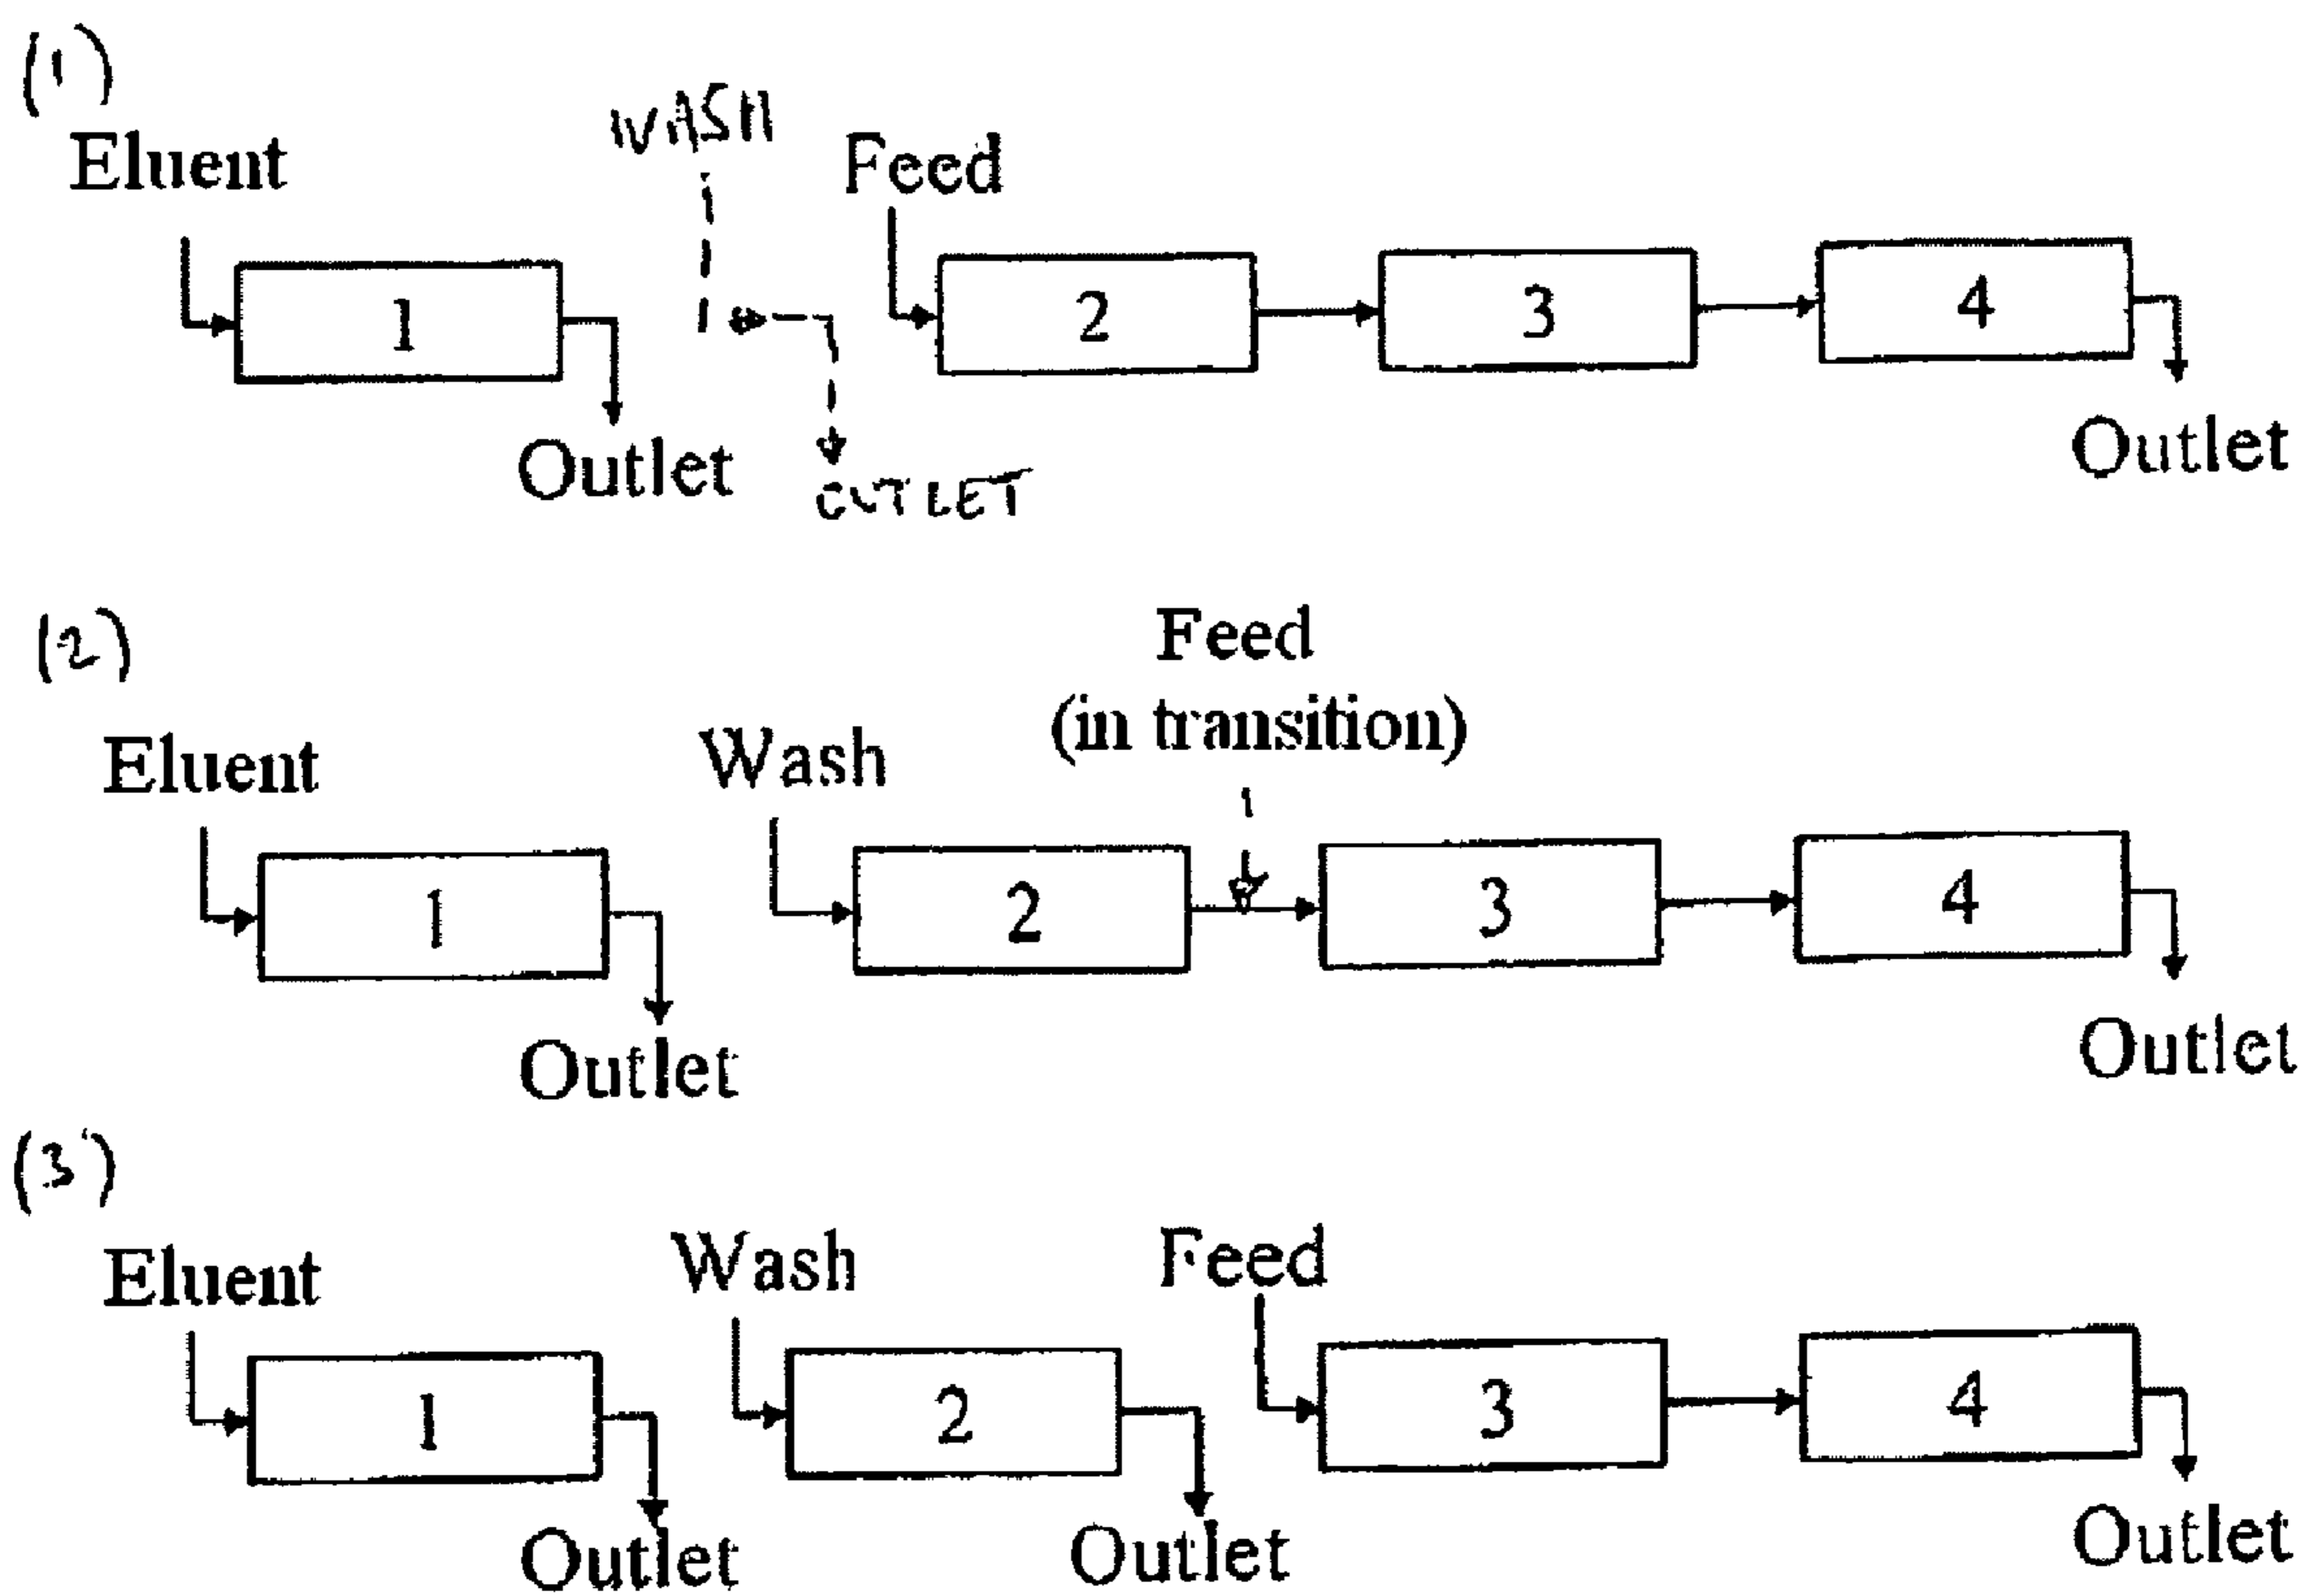 (1)
WASH
Eluent
Feed
1
2
3
4
Outlet
OUTLET
Outlet
(2)
Feed
(in transition)
Eluent
Wash
1
2
3
4
Outlet
Outlet
(3)
Eluent
Wash
Feed
1
2
3
4
Outlet
Outlet
Outlet